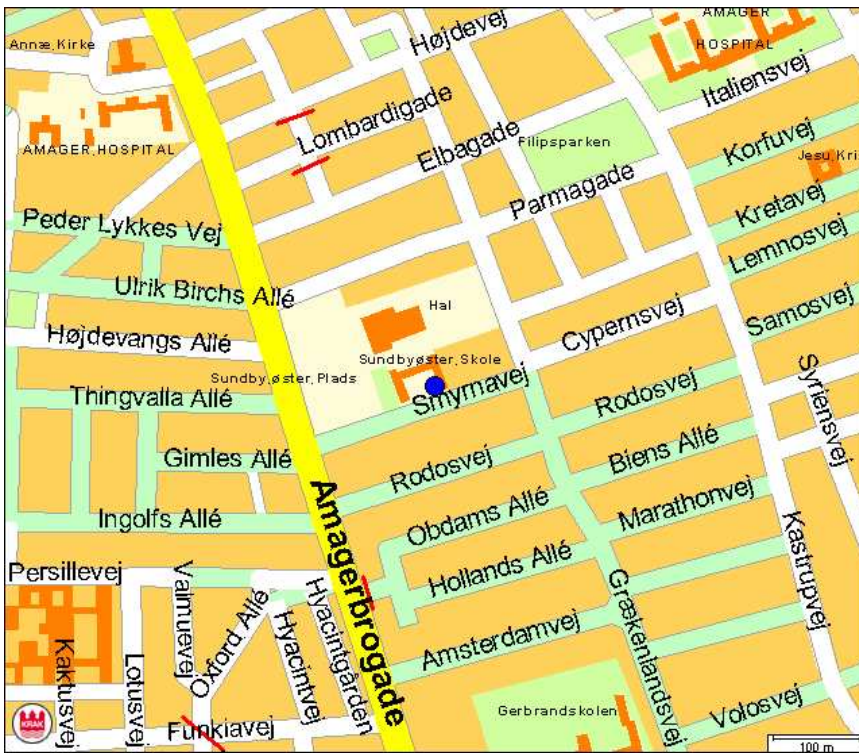 Annæ,Kirke
Højdevej
AMAGER
HOSPITAL
Italiensvej
Lombardigade
AMAGER,HOSPITAL
Elbagade
Filipsparken
Korfuvej
Jesu,Kri
Parmagade
Kretavej
Peder Lykkes Vej
Lemnosvej
Ulrik Birchs Allé
Hal
Samosvej
Højdevangs Allé
Cypernsvej
Sundbyøster,Skole
Sundby,øster,Plads
Smyrnavej
Syriensvej
Thingvalla Allé
Rodosvej
Gimles Allé
Rodosvej
Biens Allé
Ingolfs Allé
Amagerbrogade
Obdams Allé
Marathonvej
Kastrupvej
Persillevej
Hollands Allé
Valmuevej
Oxford Allé
Hyacintvej
Hyacintgården
Grækenlandsvej
Amsterdamvej
Kaktusvej
Lotusvej
Volosvej
Gerbrandskolen
KRAK
Funkiavej
100 m